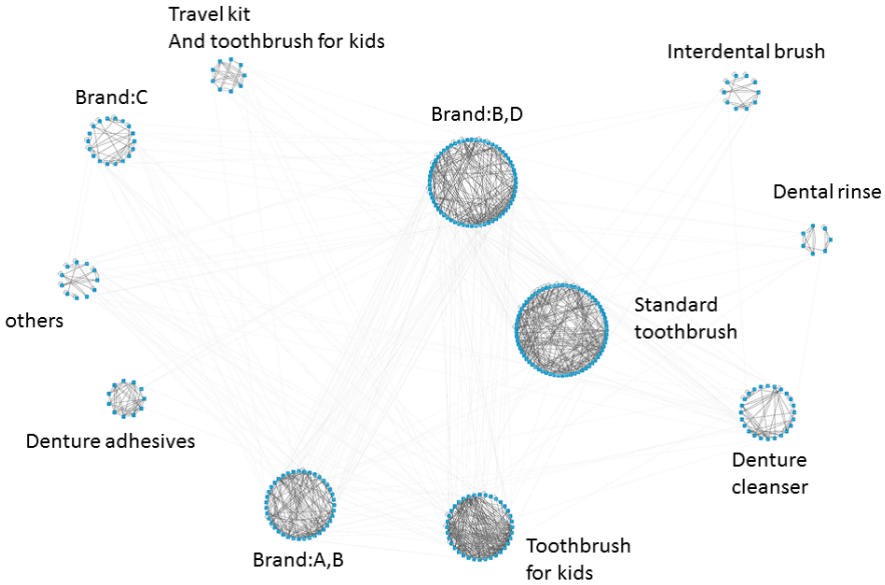 Travel kit
And toothbrush for kids
Interdental brush
Brand:C
Brand:B,D
Dental rinse
Standard
toothbrush
others
Denture adhesives
Denture
cleanser
Brand:A,B
Toothbrush
for kids